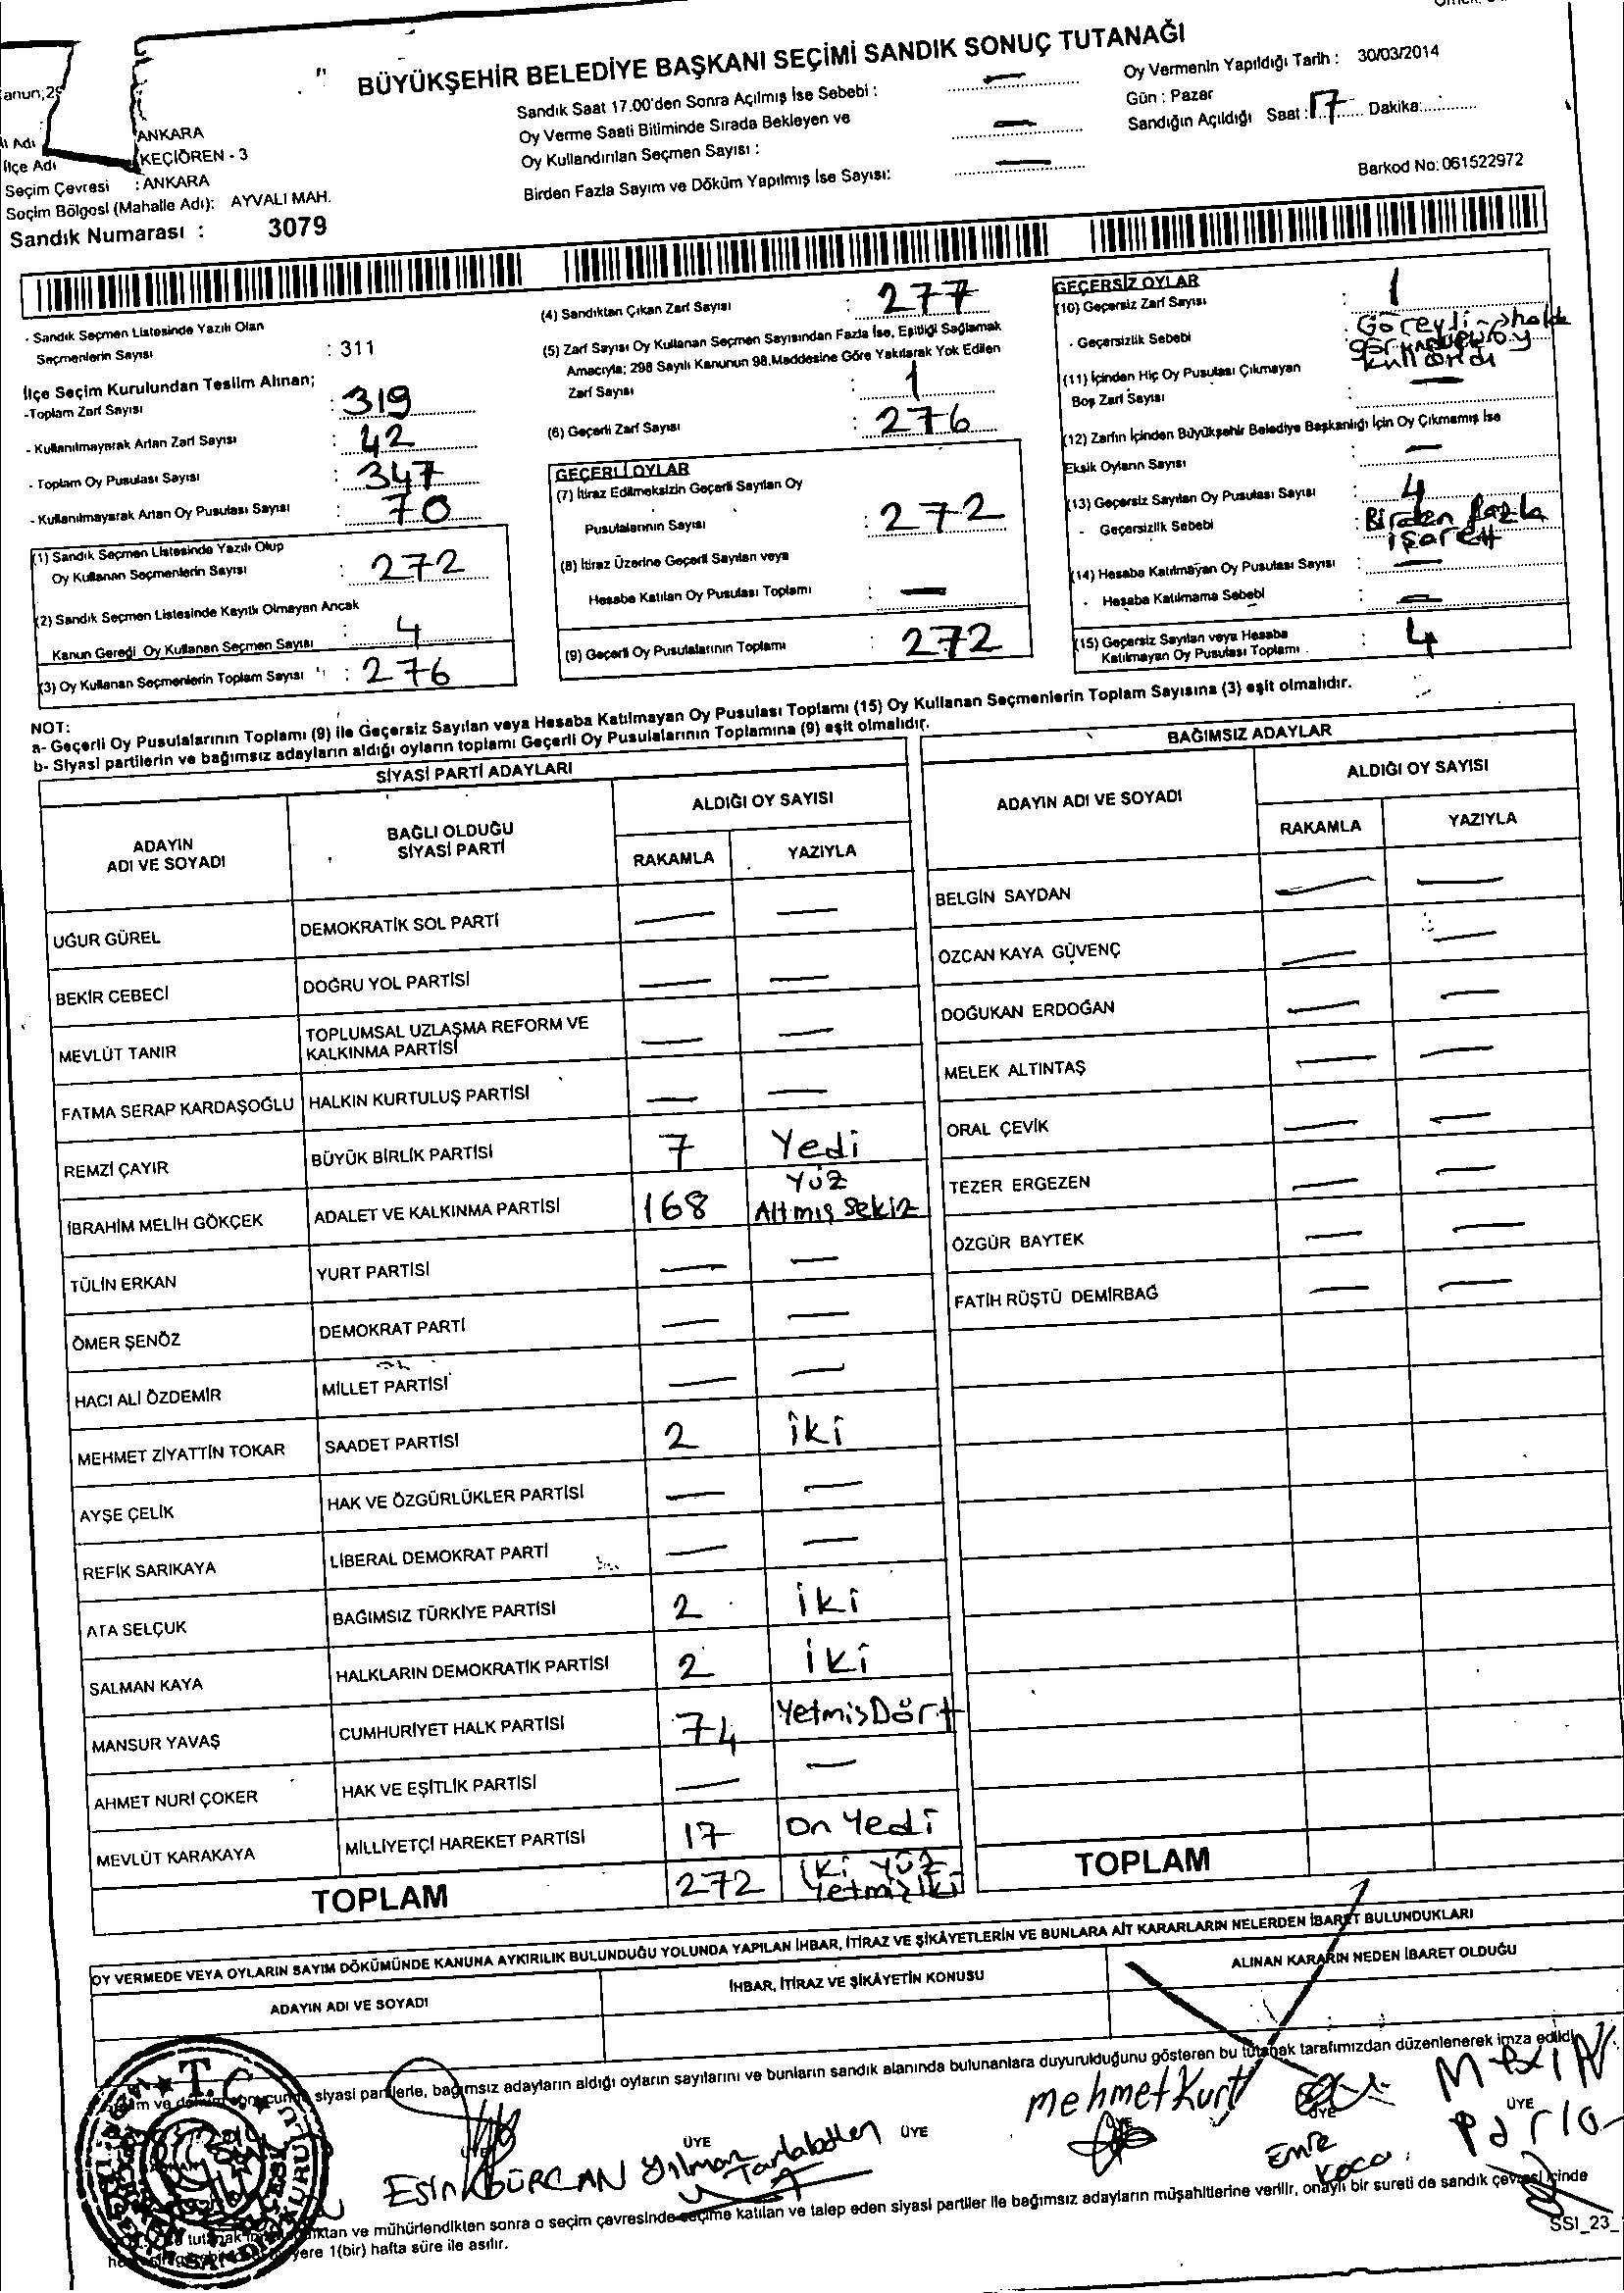 BÜYÜKŞEHİR BELEDİYE BAŞKANI SEÇİMİ SANDIK SONUÇ TUTANAĞI
anun;29
ANKARA
İlçe Adı KEÇİÖREN - 3
Seçim Çevresi : ANKARA
Seçim Bölgesi (Mahalle Adı): AYVALI MAH.
Sandık Numarası : 3079
Sandık Saat 17.00'den Sonra Açılmış İse Sebebi : —
Oy Verme Saati Bitiminde Sırada Bekleyen ve
Oy Kullandırılan Seçmen Sayısı : —
Birden Fazla Sayım ve Döküm Yapılmış İse Sayısı: —
Oy Vermenin Yapıldığı Tarih : 30/03/2014
Gün : Pazar
Sandığın Açıldığı Saat : 17 Dakika:
Barkod No: 061522972
- Sandık Seçmen Listesinde Yazılı Olan
Seçmenlerin Sayısı : 311
İlçe Seçim Kurulundan Teslim Alınan;
-Toplam Zarf Sayısı : 319
- Kullanılmayarak Artan Zarf Sayısı : 42
- Toplam Oy Pusulası Sayısı : 347
- Kullanılmayarak Artan Oy Pusulası Sayısı : 70
(1) Sandık Seçmen Listesinde Yazılı Olup
Oy Kullanan Seçmenlerin Sayısı : 272
(2) Sandık Seçmen Listesinde Kayıtlı Olmayan Ancak
Kanun Gereği Oy Kullanan Seçmen Sayısı : 4
(3) Oy Kullanan Seçmenlerin Toplam Sayısı : 276
(4) Sandıktan Çıkan Zarf Sayısı : 277
(5) Zarf Sayısı Oy Kullanan Seçmen Sayısından Fazla İse, Eşitliği Sağlamak
Amacıyla; 298 Sayılı Kanunun 98.Maddesine Göre Yakılarak Yok Edilen
Zarf Sayısı : 1
(6) Geçerli Zarf Sayısı : 276
GEÇERLİ OYLAR
(7) İtiraz Edilmeksizin Geçerli Sayılan Oy
Pusulalarının Sayısı : 272
(8) İtiraz Üzerine Geçerli Sayılan veya
Hesaba Katılan Oy Pusulası Toplamı : —
(9) Geçerli Oy Pusulalarının Toplamı : 272
GEÇERSİZ OYLAR
(10) Geçersiz Zarf Sayısı : 1
- Geçersizlik Sebebi : Görevli
kullandı
(11) İçinden Hiç Oy Pusulası Çıkmayan
Boş Zarf Sayısı : —
(12) Zarfın İçinden Büyükşehir Belediye Başkanlığı İçin Oy Çıkmamış İse
Eksik Oyların Sayısı : —
(13) Geçersiz Sayılan Oy Pusulası Sayısı : 4
- Geçersizlik Sebebi : Birden fazla
işaret
(14) Hesaba Katılmayan Oy Pusulası Sayısı : —
- Hesaba Katılmama Sebebi : —
(15) Geçersiz Sayılan veya Hesaba
Katılmayan Oy Pusulası Toplamı : 4
NOT:
a- Geçerli Oy Pusulalarının Toplamı (9) ile Geçersiz Sayılan veya Hesaba Katılmayan Oy Pusulası Toplamı (15) Oy Kullanan Seçmenlerin Toplam Sayısına (3) eşit olmalıdır.
b- Siyasi partilerin ve bağımsız adayların aldığı oyların toplamı Geçerli Oy Pusulalarının Toplamına (9) eşit olmalıdır.
SİYASİ PARTİ ADAYLARI
ADAYIN ADI VE SOYADI BAĞLI OLDUĞU SİYASİ PARTİ ALDIĞI OY SAYISI
RAKAMLA YAZIYLA
UĞUR GÜREL DEMOKRATİK SOL PARTİ — —
BEKİR CEBECİ DOĞRU YOL PARTİSİ — —
MEVLÜT TANIR TOPLUMSAL UZLAŞMA REFORM VE KALKINMA PARTİSİ — —
FATMA SERAP KARDAŞOĞLU HALKIN KURTULUŞ PARTİSİ — —
REMZİ ÇAYIR BÜYÜK BİRLİK PARTİSİ 7 Yedi
İBRAHİM MELİH GÖKÇEK ADALET VE KALKINMA PARTİSİ 168 Yüz Altmış Sekiz
TÜLİN ERKAN YURT PARTİSİ — —
ÖMER ŞENÖZ DEMOKRAT PARTİ — —
HACI ALİ ÖZDEMİR MİLLET PARTİSİ — —
MEHMET ZİYATTİN TOKAR SAADET PARTİSİ 2 iki
AYŞE ÇELİK HAK VE ÖZGÜRLÜKLER PARTİSİ — —
REFİK SARIKAYA LİBERAL DEMOKRAT PARTİ — —
ATA SELÇUK BAĞIMSIZ TÜRKİYE PARTİSİ 2 iki
SALMAN KAYA HALKLARIN DEMOKRATİK PARTİSİ 2 iki
MANSUR YAVAŞ CUMHURİYET HALK PARTİSİ 74 YetmişDört
AHMET NURİ ÇOKER HAK VE EŞİTLİK PARTİSİ — —
MEVLÜT KARAKAYA MİLLİYETÇİ HAREKET PARTİSİ 17 On Yedi
TOPLAM 272 iki yüz Yetmişiki
BAĞIMSIZ ADAYLAR
ADAYIN ADI VE SOYADI ALDIĞI OY SAYISI
RAKAMLA YAZIYLA
BELGİN SAYDAN — —
ÖZCAN KAYA GÜVENÇ — —
DOĞUKAN ERDOĞAN — —
MELEK ALTINTAŞ — —
ORAL ÇEVİK — —
TEZER ERGEZEN — —
ÖZGÜR BAYTEK — —
FATİH RÜŞTÜ DEMİRBAĞ — —
TOPLAM
OY VERMEDE VEYA OYLARIN SAYIM DÖKÜMÜNDE KANUNA AYKIRILIK BULUNDUĞU YOLUNDA YAPILAN İHBAR, İTİRAZ VE ŞİKÂYETLERİN VE BUNLARA AİT KARARLARIN NELERDEN İBARET BULUNDUKLARI
ADAYIN ADI VE SOYADI İHBAR, İTİRAZ VE ŞİKÂYETİN KONUSU ALINAN KARARIN NEDEN İBARET OLDUĞU
siyasi partilerle, bağımsız adayların aldığı oyların sayılarını ve bunların sandık alanında bulunanlara duyurulduğunu gösteren bu tutanak tarafımızdan düzenlenerek imza edildi.
T.C.
ÜYE ÜYE ÜYE ÜYE
ESİN GÜRCAN Yılmaz mehmet Kurt Emre Koca
ve mühürlendikten sonra o seçim çevresinde seçime katılan ve talep eden siyasi partiler ile bağımsız adayların müşahitlerine verilir, onaylı bir sureti de sandık çevresi içinde
yere 1(bir) hafta süre ile asılır.
SSI_23_